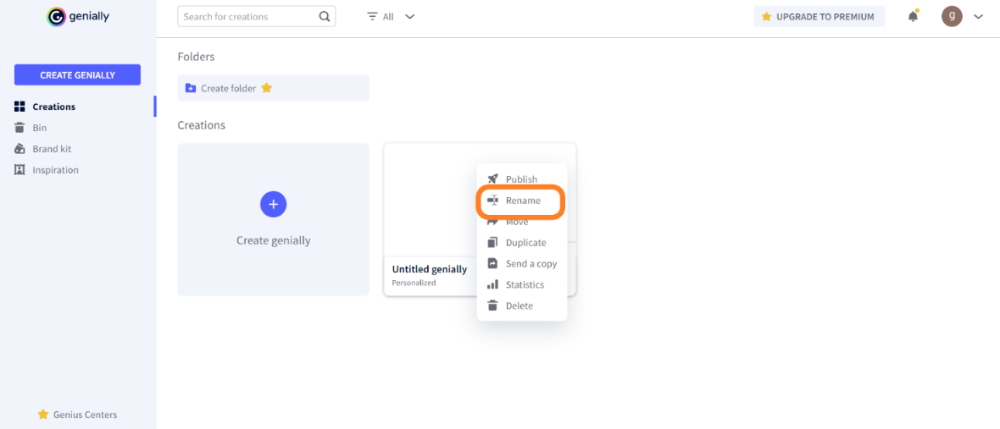 genially
Search for creations
All
UPGRADE TO PREMIUM
g
CREATE GENIALLY
Creations
Bin
Brand kit
Inspiration
Genius Centers
Folders
Create folder
Creations
Create genially
Untitled genially
Personalized
Publish
Rename
Move
Duplicate
Send a copy
Statistics
Delete